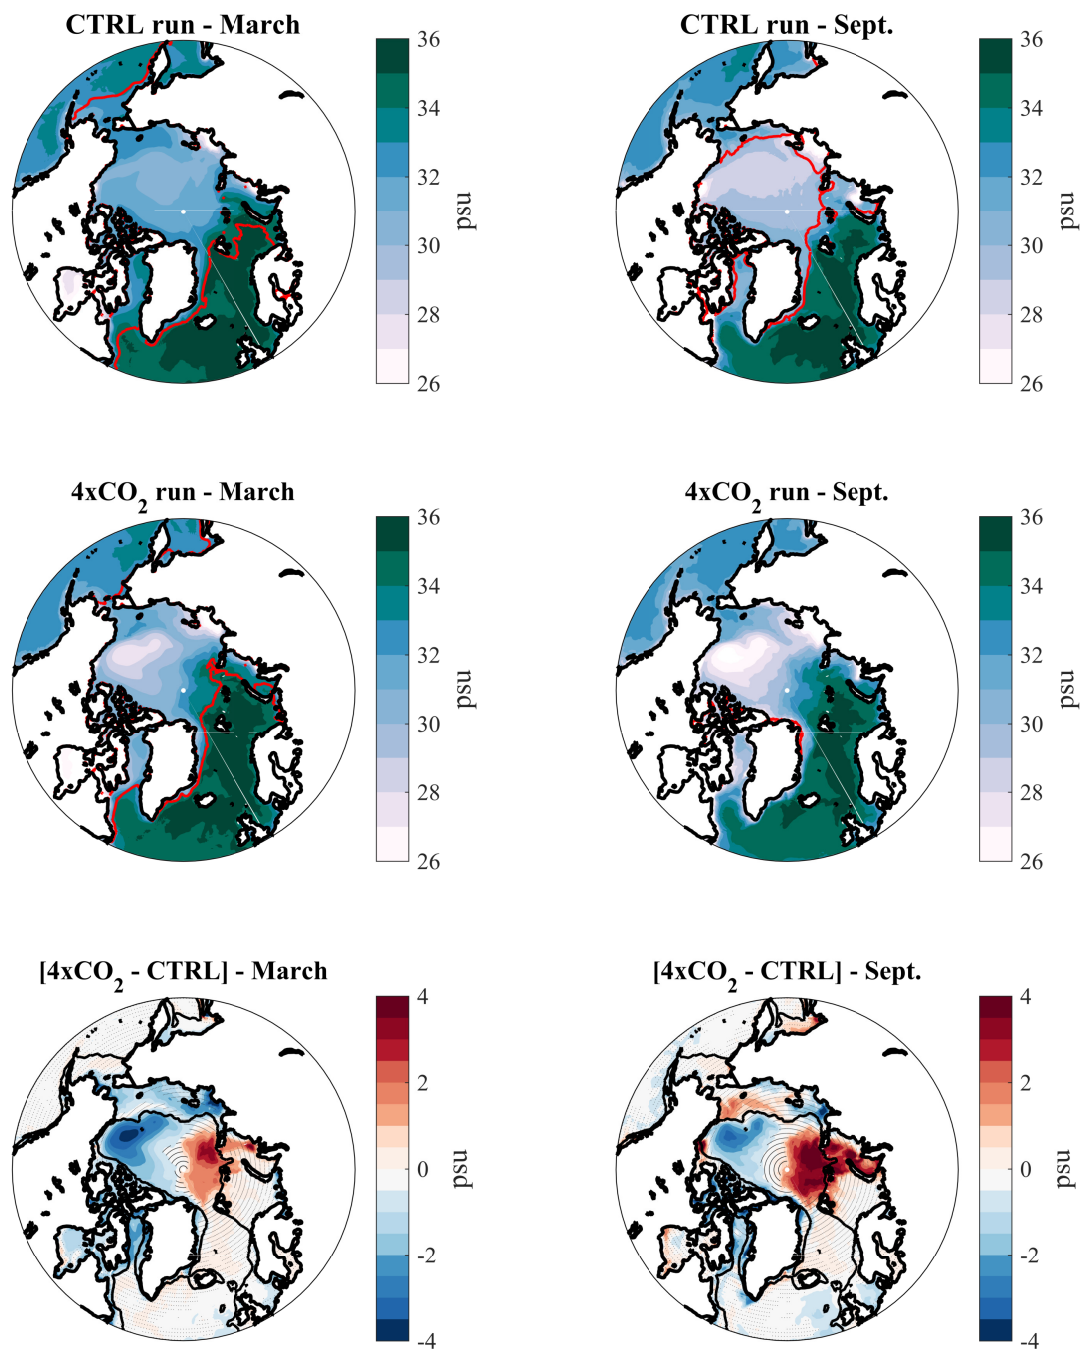 CTRL run - March
CTRL run - Sept.
36
34
32
30
28
26
psu
36
34
32
30
28
26
psu
4xCO2 run - March
4xCO2 run - Sept.
36
34
32
30
28
26
psu
36
34
32
30
28
26
psu
[4xCO2 - CTRL] - March
[4xCO2 - CTRL] - Sept.
4
2
0
-2
-4
psu
4
2
0
-2
-4
psu